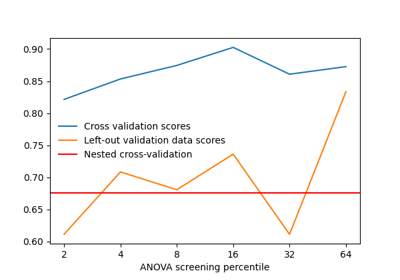 0.90
0.85
0.80
0.75
0.70
0.65
0.60
Cross validation scores
Left-out validation data scores
Nested cross-validation
2 4 8 16 32 64
ANOVA screening percentile